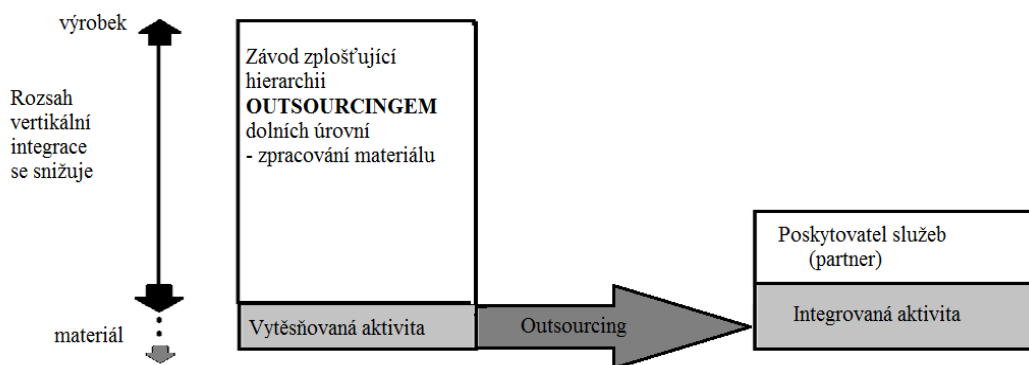 výrobek
Rozsah
vertikální
integrace
se snižuje
materiál
Závod zplošťující
hierarchii
OUTSOURCINGEM
dolních úrovní
- zpracování materiálu
Vytěsňovaná aktivita
Outsourcing
Poskytovatel služeb
(partner)
Integrovaná aktivita